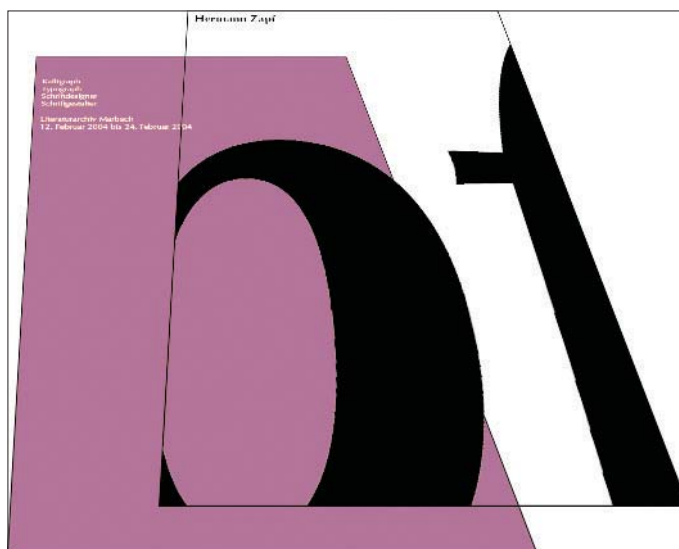 Hermann Zapf
Kalligraph
Typograph
Schriftdesigner
Schriftgestalter
Literaturarchiv Marbach
12. Februar 2004 bis 24. Februar 2004